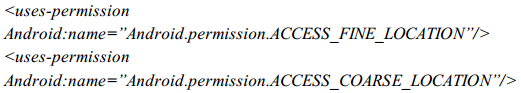 <uses-permission
Android:name=”Android.permission.ACCESS_FINE_LOCATION”/>
<uses-permission
Android:name=”Android.permission.ACCESS_COARSE_LOCATION”/>